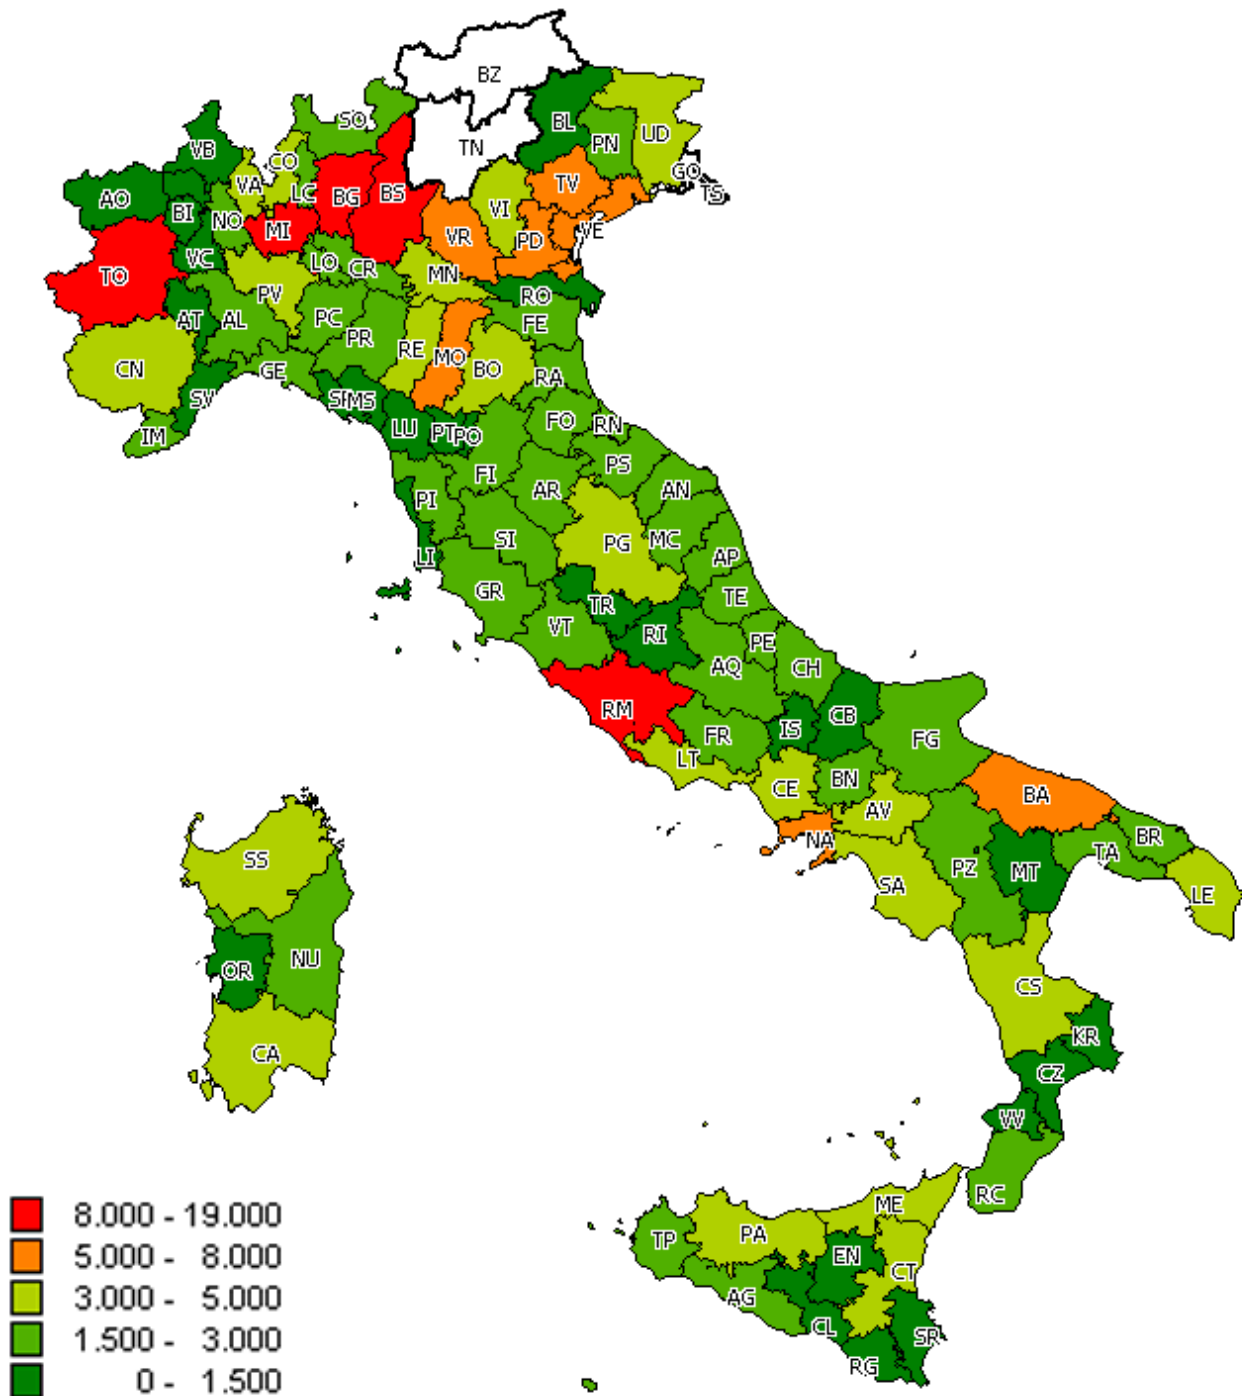 BZ
SO
BL
TN
PN
UD
VB
CO
GO
TS
AO
VA
LC
BG
BS
TV
BI
NO
MI
VI
VR
PD
VE
VC
TO
LO
CR
MN
PV
RO
AT
AL
PC
PR
RE
MO
FE
CN
GE
BO
RA
SV
SP
MS
IM
LU
PT
PO
FO
RN
FI
PS
AR
AN
PI
SI
PG
MC
LI
AP
GR
TR
TE
VT
RI
PE
AQ
CH
RM
IS
CB
FR
FG
LT
CE
BN
BA
AV
NA
BR
SS
TA
PZ
MT
SA
LE
OR
NU
CS
KR
CA
CZ
VV
RC
ME
TP
PA
EN
CT
AG
CL
SR
RG
8.000 - 19.000
5.000 - 8.000
3.000 - 5.000
1.500 - 3.000
0 - 1.500